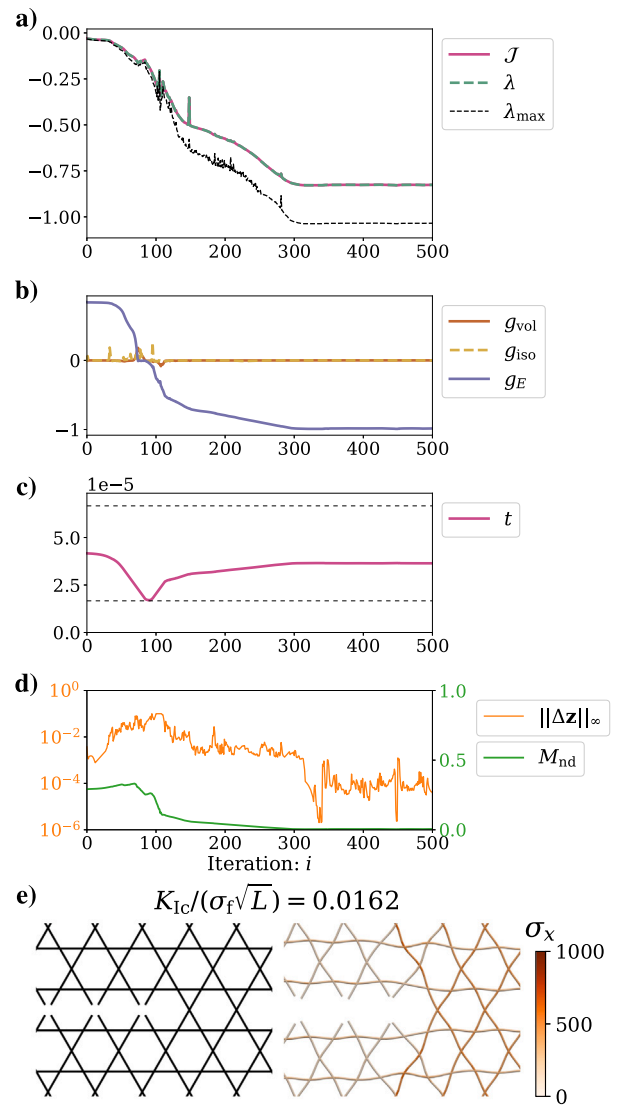 a)
0.00
−0.25
−0.50
−0.75
−1.00
0 100 200 300 400 500
𝒥
λ
λmax
b)
0
−1
0 100 200 300 400 500
gvol
giso
gE
c)
1e−5
5.0
2.5
0.0
0 100 200 300 400 500
t
d)
10⁰
10⁻²
10⁻⁴
10⁻⁶
1.0
0.5
0.0
0 100 200 300 400 500
Iteration: i
||Δz||∞
Mnd
e)
KIc/(σf√L) = 0.0162
σx
1000
500
0